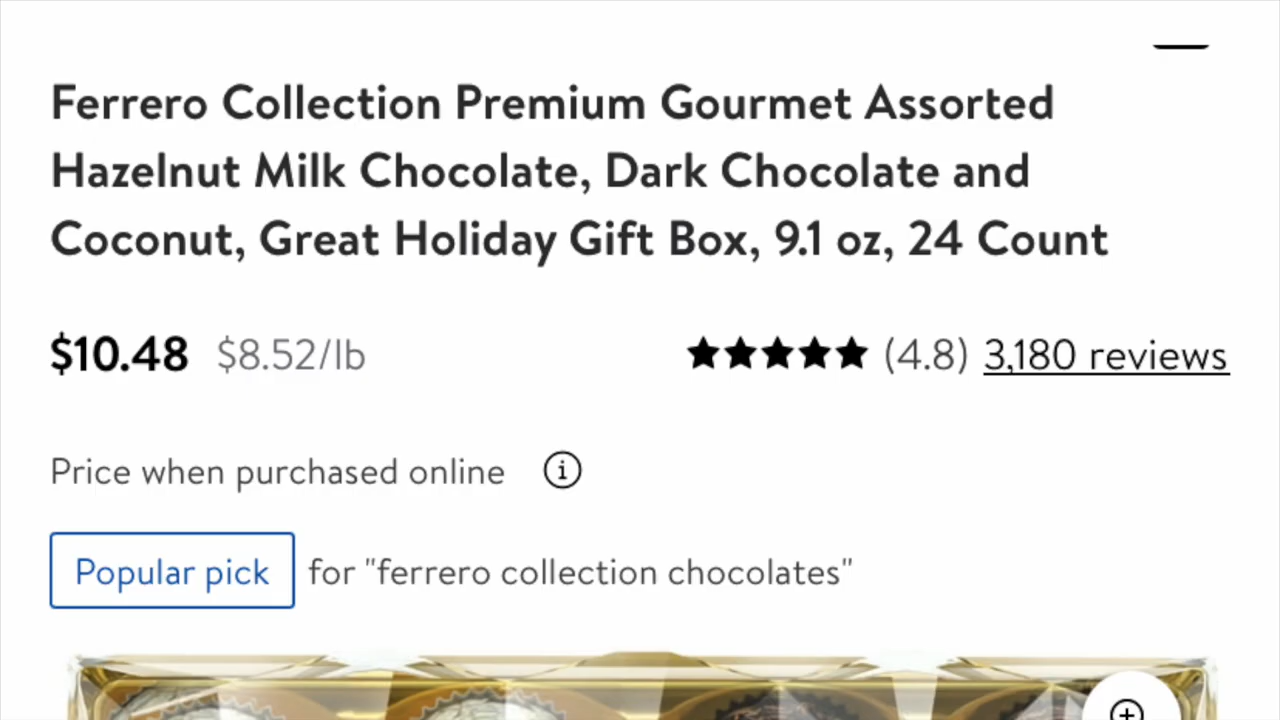 Ferrero Collection Premium Gourmet Assorted
Hazelnut Milk Chocolate, Dark Chocolate and
Coconut, Great Holiday Gift Box, 9.1 oz, 24 Count
$10.48 $8.52/lb (4.8) 3,180 reviews
Price when purchased online
Popular pick for "ferrero collection chocolates"